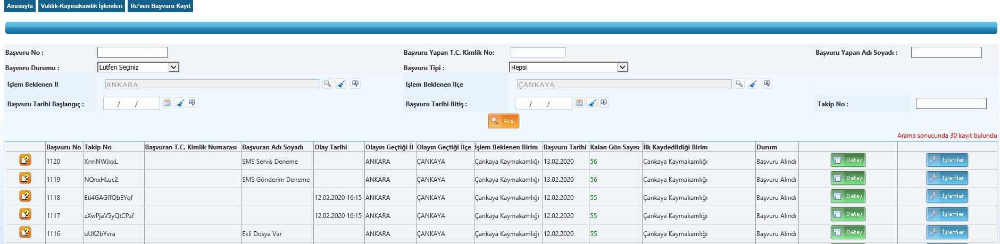 Anasayfa Valilik-Kaymakamlık İşlemleri Re'sen Başvuru Kayıt
Başvuru No : Başvuru Yapan T.C. Kimlik No: Başvuru Yapan Adı Soyadı :
Başvuru Durumu : Lütfen Seçiniz Başvuru Tipi : Hepsi
İşlem Beklenen İl ANKARA İşlem Beklenen İlçe ÇANKAYA
Başvuru Tarihi Başlangıç : / / Başvuru Tarihi Bitiş : / / Takip No :
Ara
Arama sonucunda 30 kayıt bulundu
Başvuru No Takip No Başvuran T.C. Kimlik Numarası Başvuran Adı Soyadı Olay Tarihi Olayın Geçtiği İl Olayın Geçtiği İlçe İşlem Beklenen Birim Başvuru Tarihi Kalan Gün Sayısı İlk Kaydedildiği Birim Durum
1120 XrmNWJxxL SMS Servis Deneme ANKARA ÇANKAYA Çankaya Kaymakamlığı 13.02.2020 56 Çankaya Kaymakamlığı Başvuru Alındı Detay İşlemler
1119 NQnxHLuc2 SMS Gönderim Deneme ANKARA ÇANKAYA Çankaya Kaymakamlığı 13.02.2020 56 Çankaya Kaymakamlığı Başvuru Alındı Detay İşlemler
1118 Eti4GAGffQbEYqf 12.02.2020 16:15 ANKARA ÇANKAYA Çankaya Kaymakamlığı 12.02.2020 55 Çankaya Kaymakamlığı Başvuru Alındı Detay İşlemler
1117 zXwPjaV5yQtCPzf 12.02.2020 16:15 ANKARA ÇANKAYA Çankaya Kaymakamlığı 12.02.2020 55 Çankaya Kaymakamlığı Başvuru Alındı Detay İşlemler
1116 uUK2bYvra Ekli Dosya Var ANKARA ÇANKAYA Çankaya Kaymakamlığı 12.02.2020 55 Çankaya Kaymakamlığı Başvuru Alındı Detay İşlemler